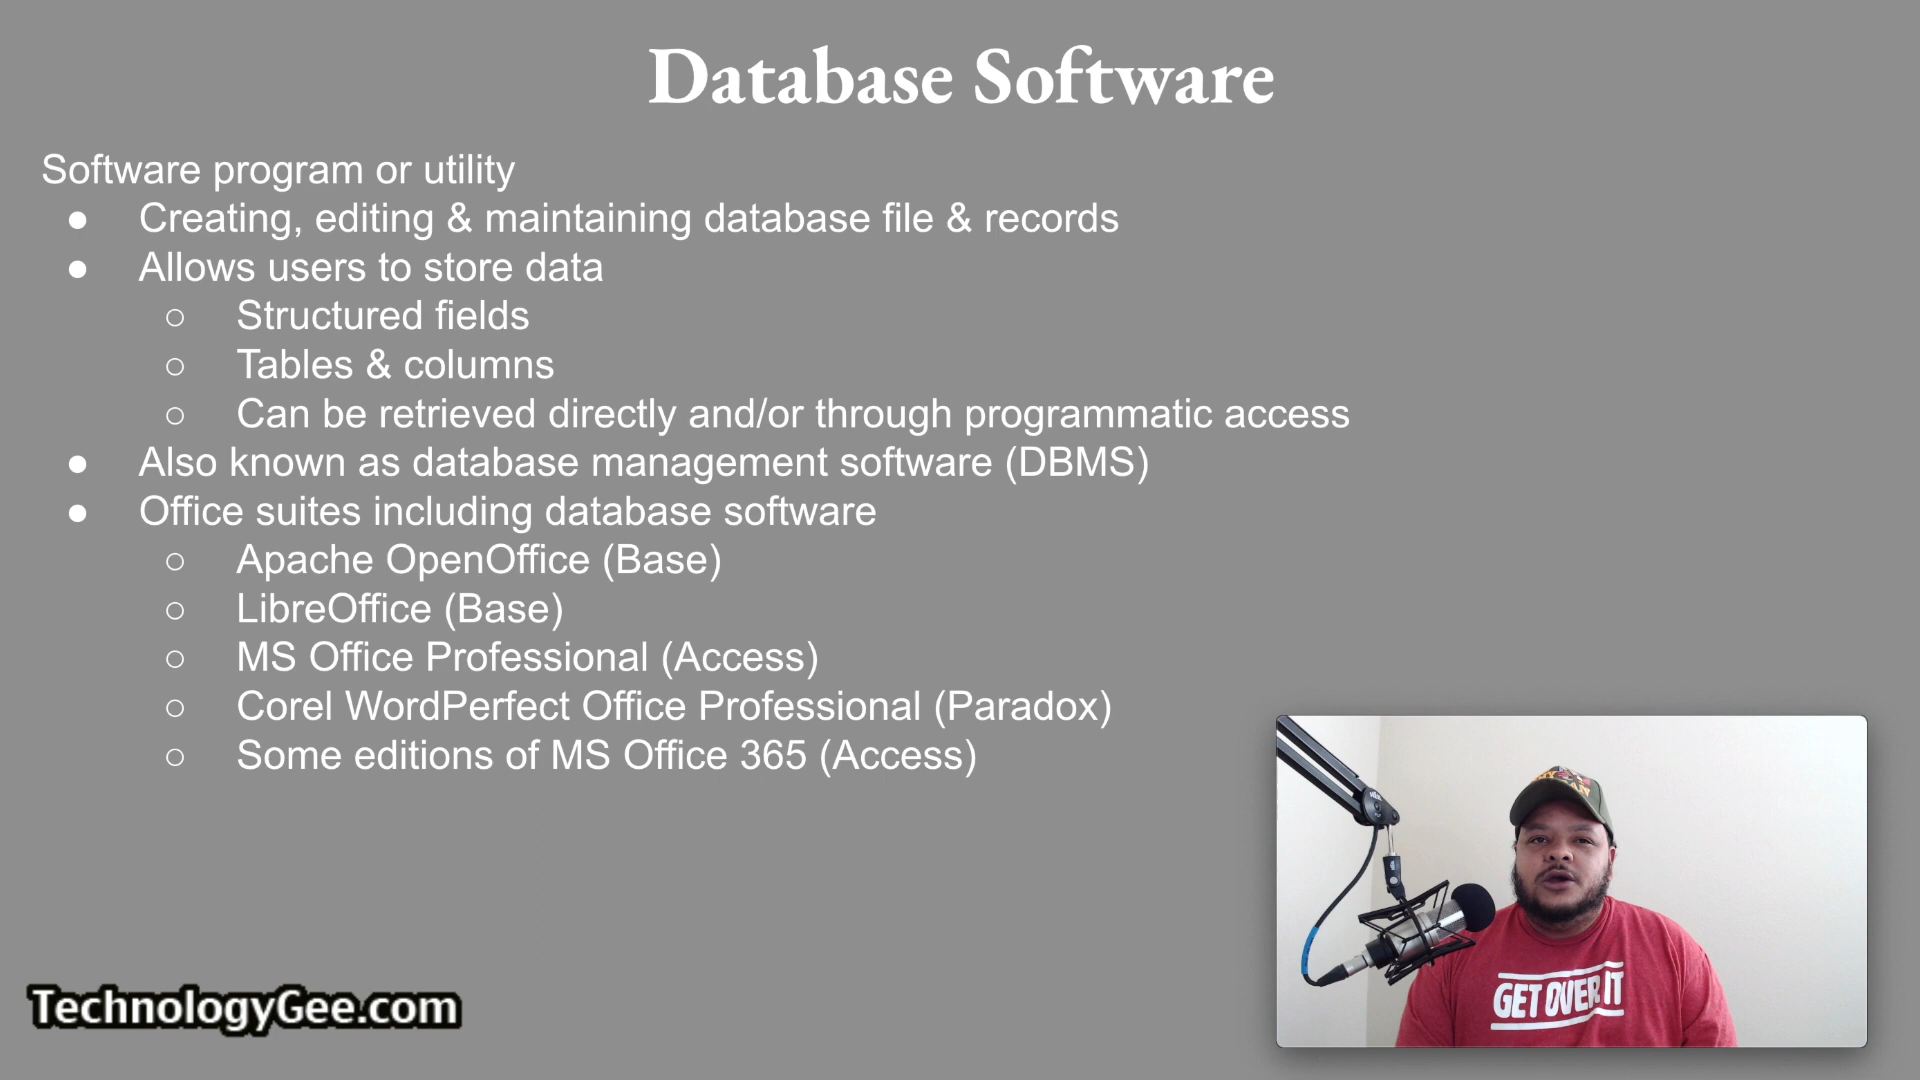 Database Software
Software program or utility
● Creating, editing & maintaining database file & records
● Allows users to store data
○ Structured fields
○ Tables & columns
○ Can be retrieved directly and/or through programmatic access
● Also known as database management software (DBMS)
● Office suites including database software
○ Apache OpenOffice (Base)
○ LibreOffice (Base)
○ MS Office Professional (Access)
○ Corel WordPerfect Office Professional (Paradox)
○ Some editions of MS Office 365 (Access)
GET OVER IT
TechnologyGee.com